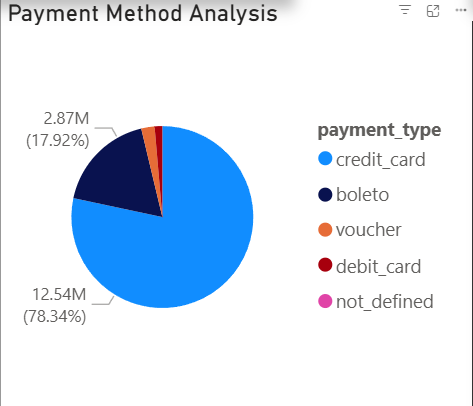 Payment Method Analysis
2.87M
(17.92%)
12.54M
(78.34%)
payment_type
credit_card
boleto
voucher
debit_card
not_defined